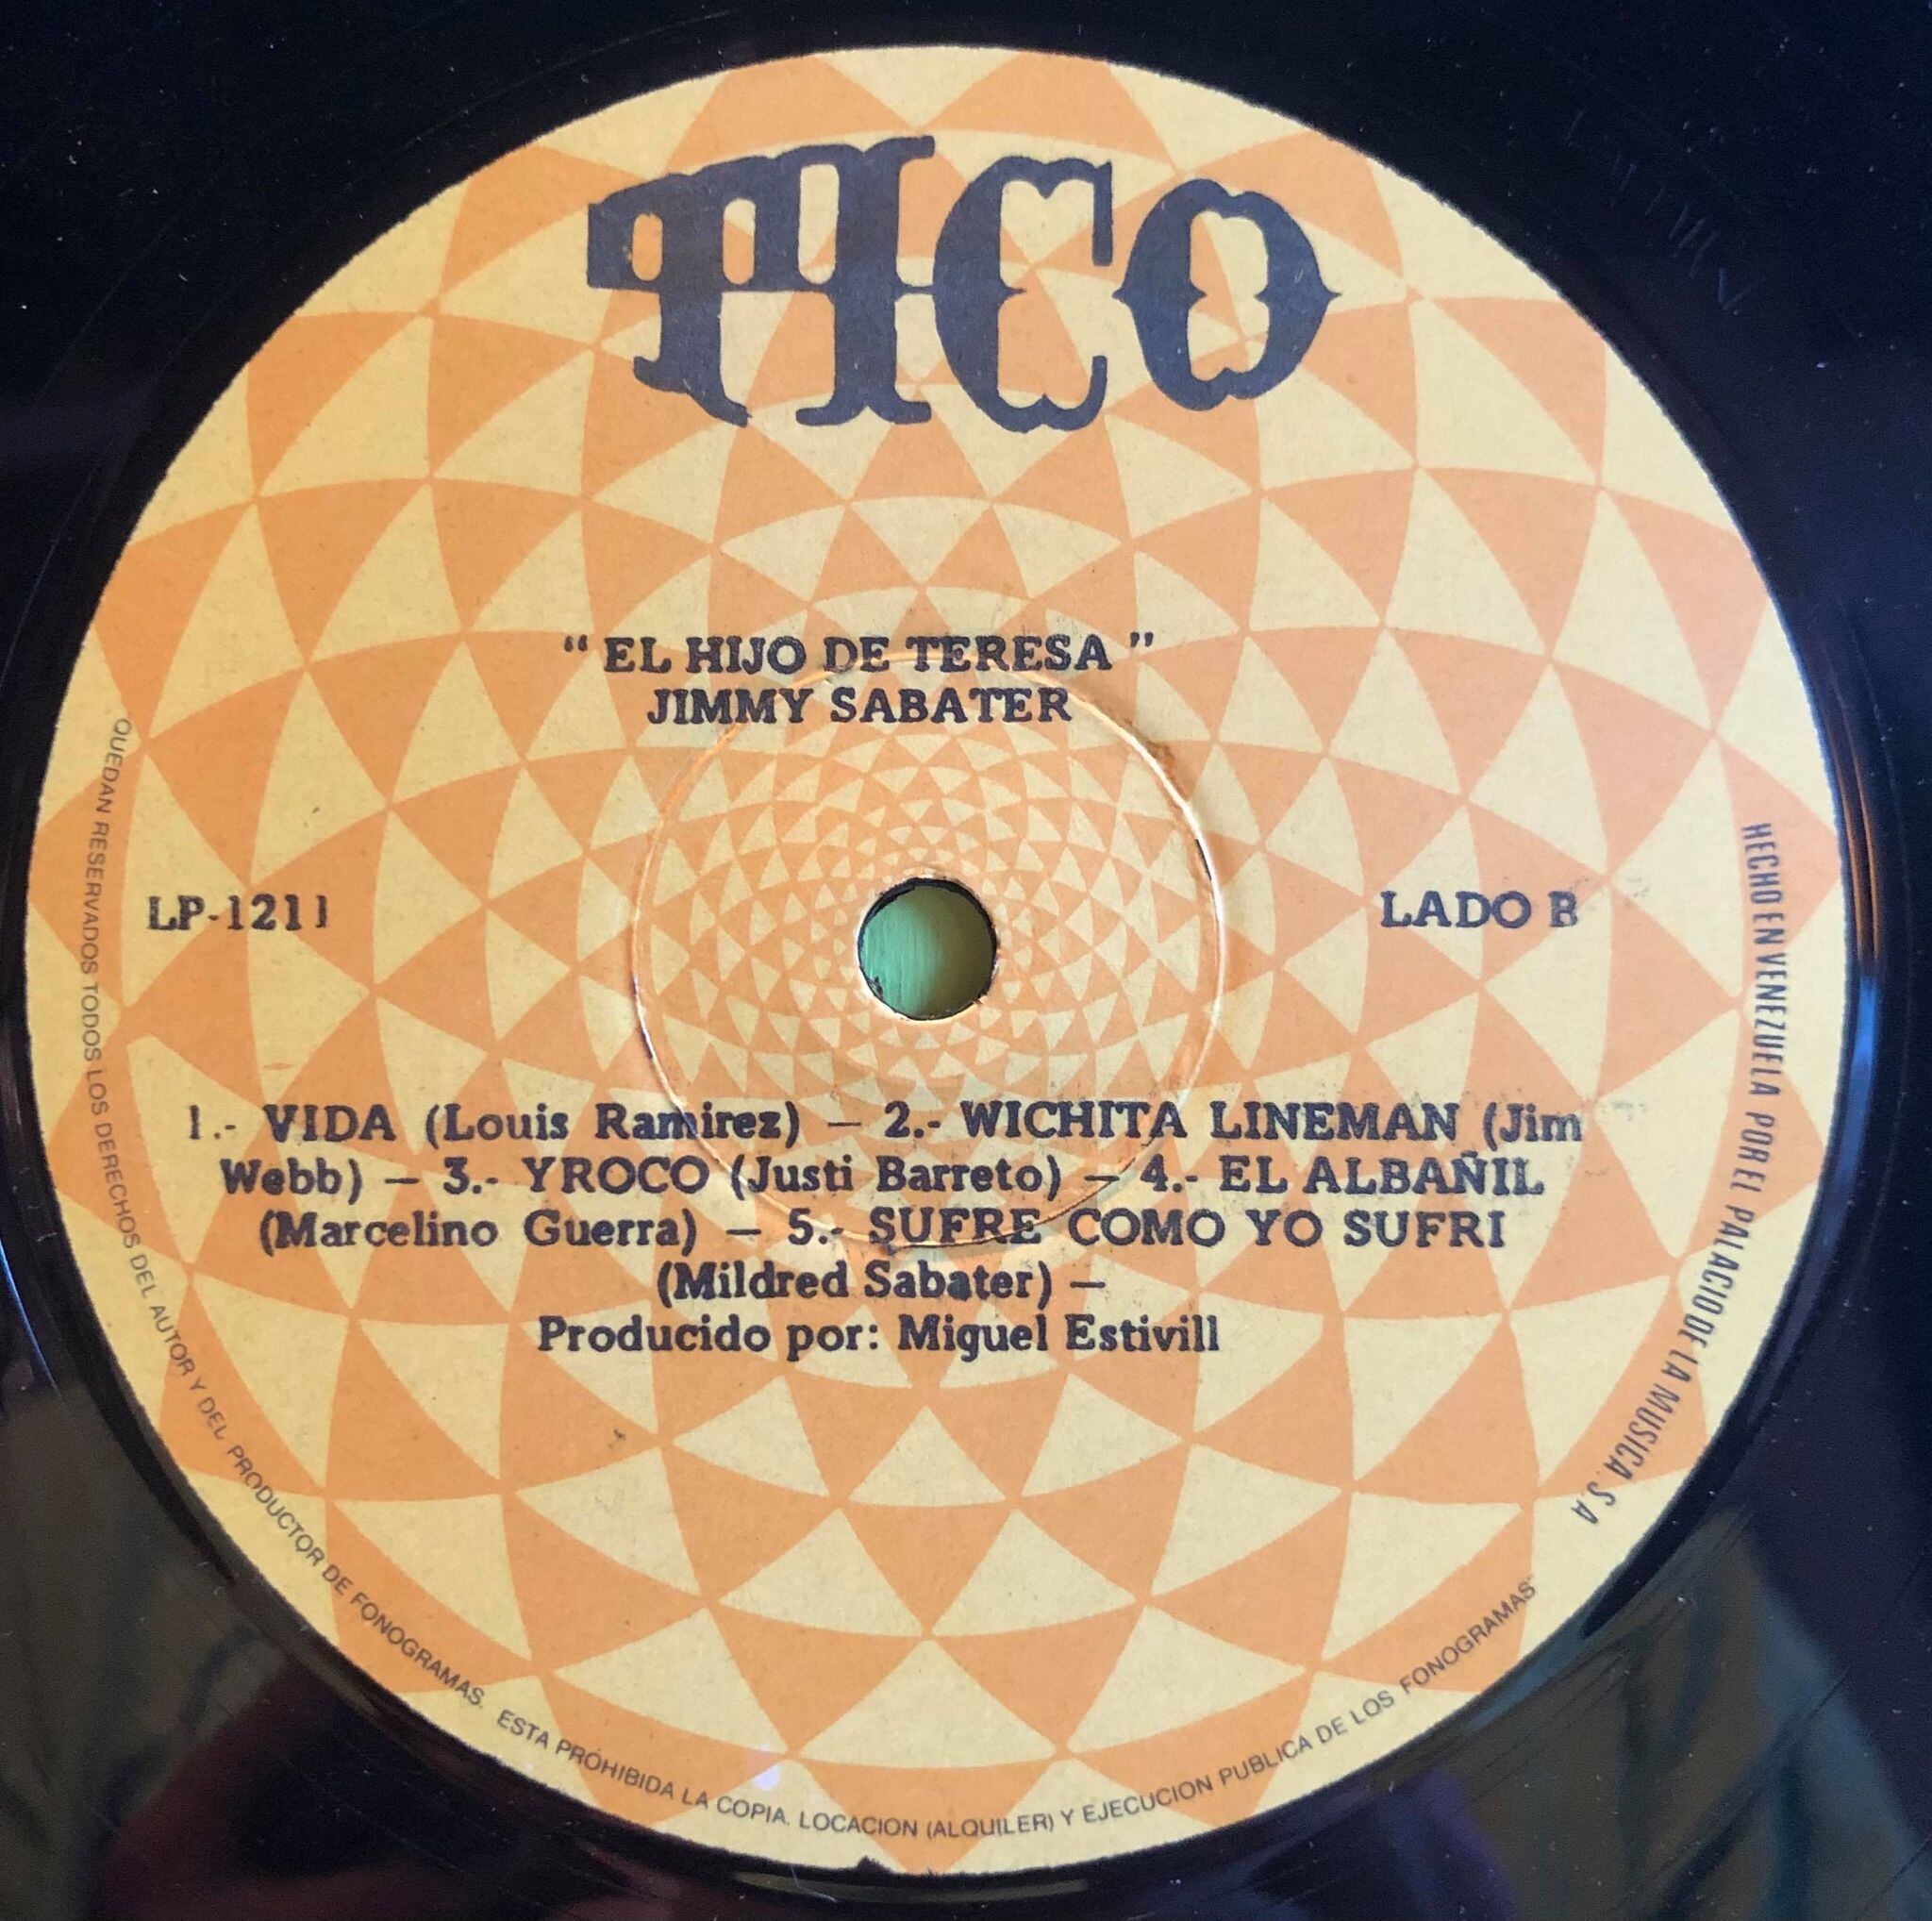 TICO
" EL HIJO DE TERESA "
JIMMY SABATER
LP-1211
LADO B
1.- VIDA (Louis Ramirez) — 2.- WICHITA LINEMAN (Jim
Webb) — 3.- YROCO (Justi Barreto) — 4.- EL ALBAÑIL
(Marcelino Guerra) — 5.- SUFRE COMO YO SUFRI
(Mildred Sabater) —
Producido por: Miguel Estivill
"QUEDAN RESERVADOS TODOS LOS DERECHOS DEL AUTOR Y DEL PRODUCTOR DE FONOGRAMAS. ESTA PROHIBIDA LA COPIA. LOCACION (ALQUILER) Y EJECUCION PUBLICA DE LOS FONOGRAMAS"
HECHO EN VENEZUELA POR EL PALACIO DE LA MUSICA. S.A